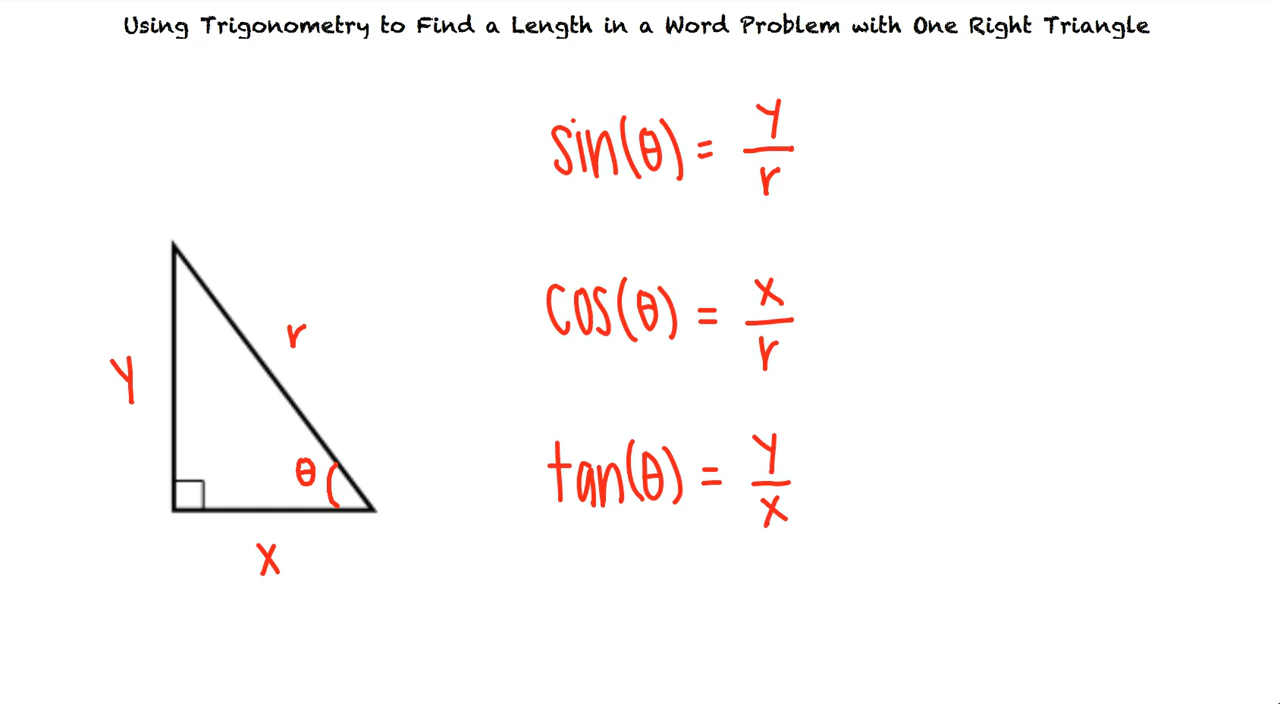 Using Trigonometry to Find a Length in a Word Problem with One Right Triangle
sin(θ) = y/r
y
r
θ
x
cos(θ) = x/r
tan(θ) = y/x